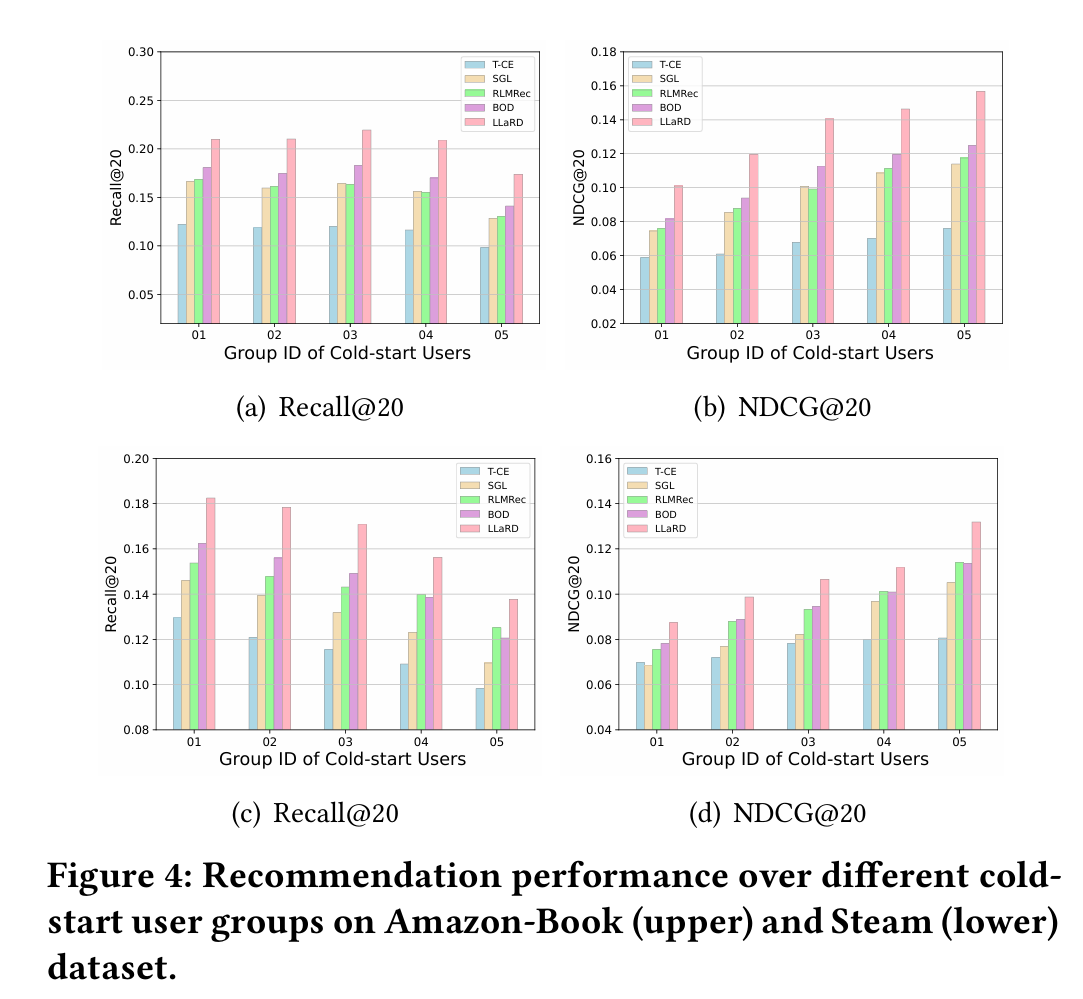 0.30
0.25
0.20
0.15
0.10
0.05
Recall@20
T-CE
SGL
RLMRec
BOD
LLaRD
01 02 03 04 05
Group ID of Cold-start Users
(a) Recall@20
0.18
0.16
0.14
0.12
0.10
0.08
0.06
0.04
0.02
NDCG@20
T-CE
SGL
RLMRec
BOD
LLaRD
01 02 03 04 05
Group ID of Cold-start Users
(b) NDCG@20
0.20
0.18
0.16
0.14
0.12
0.10
0.08
Recall@20
T-CE
SGL
RLMRec
BOD
LLaRD
01 02 03 04 05
Group ID of Cold-start Users
(c) Recall@20
0.16
0.14
0.12
0.10
0.08
0.06
0.04
NDCG@20
T-CE
SGL
RLMRec
BOD
LLaRD
01 02 03 04 05
Group ID of Cold-start Users
(d) NDCG@20
Figure 4: Recommendation performance over different cold-
start user groups on Amazon-Book (upper) and Steam (lower)
dataset.